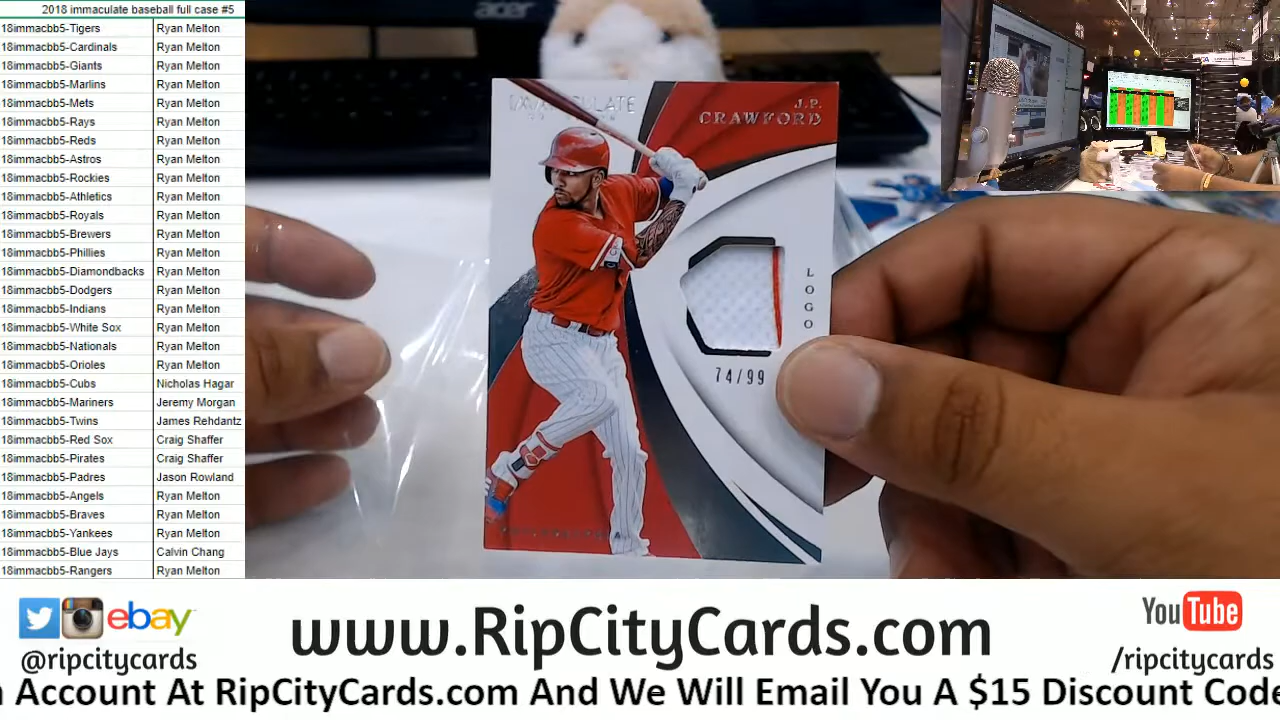 2018 immaculate baseball full case #5
18immacbb5-Tigers Ryan Melton
18immacbb5-Cardinals Ryan Melton
18immacbb5-Giants Ryan Melton
18immacbb5-Marlins Ryan Melton
18immacbb5-Mets Ryan Melton
18immacbb5-Rays Ryan Melton
18immacbb5-Reds Ryan Melton
18immacbb5-Astros Ryan Melton
18immacbb5-Rockies Ryan Melton
18immacbb5-Athletics Ryan Melton
18immacbb5-Royals Ryan Melton
18immacbb5-Brewers Ryan Melton
18immacbb5-Phillies Ryan Melton
18immacbb5-Diamondbacks Ryan Melton
18immacbb5-Dodgers Ryan Melton
18immacbb5-Indians Ryan Melton
18immacbb5-White Sox Ryan Melton
18immacbb5-Nationals Ryan Melton
18immacbb5-Orioles Ryan Melton
18immacbb5-Cubs Nicholas Hagar
18immacbb5-Mariners Jeremy Morgan
18immacbb5-Twins James Rehdantz
18immacbb5-Red Sox Craig Shaffer
18immacbb5-Pirates Craig Shaffer
18immacbb5-Padres Jason Rowland
18immacbb5-Angels Ryan Melton
18immacbb5-Braves Ryan Melton
18immacbb5-Yankees Ryan Melton
18immacbb5-Blue Jays Calvin Chang
18immacbb5-Rangers Ryan Melton
acer
IMMACULATE
J.P.
CRAWFORD
LOGO
74/99
ebay
@ripcitycards
www.RipCityCards.com
YouTube
/ripcitycards
Account At RipCityCards.com And We Will Email You A $15 Discount Code